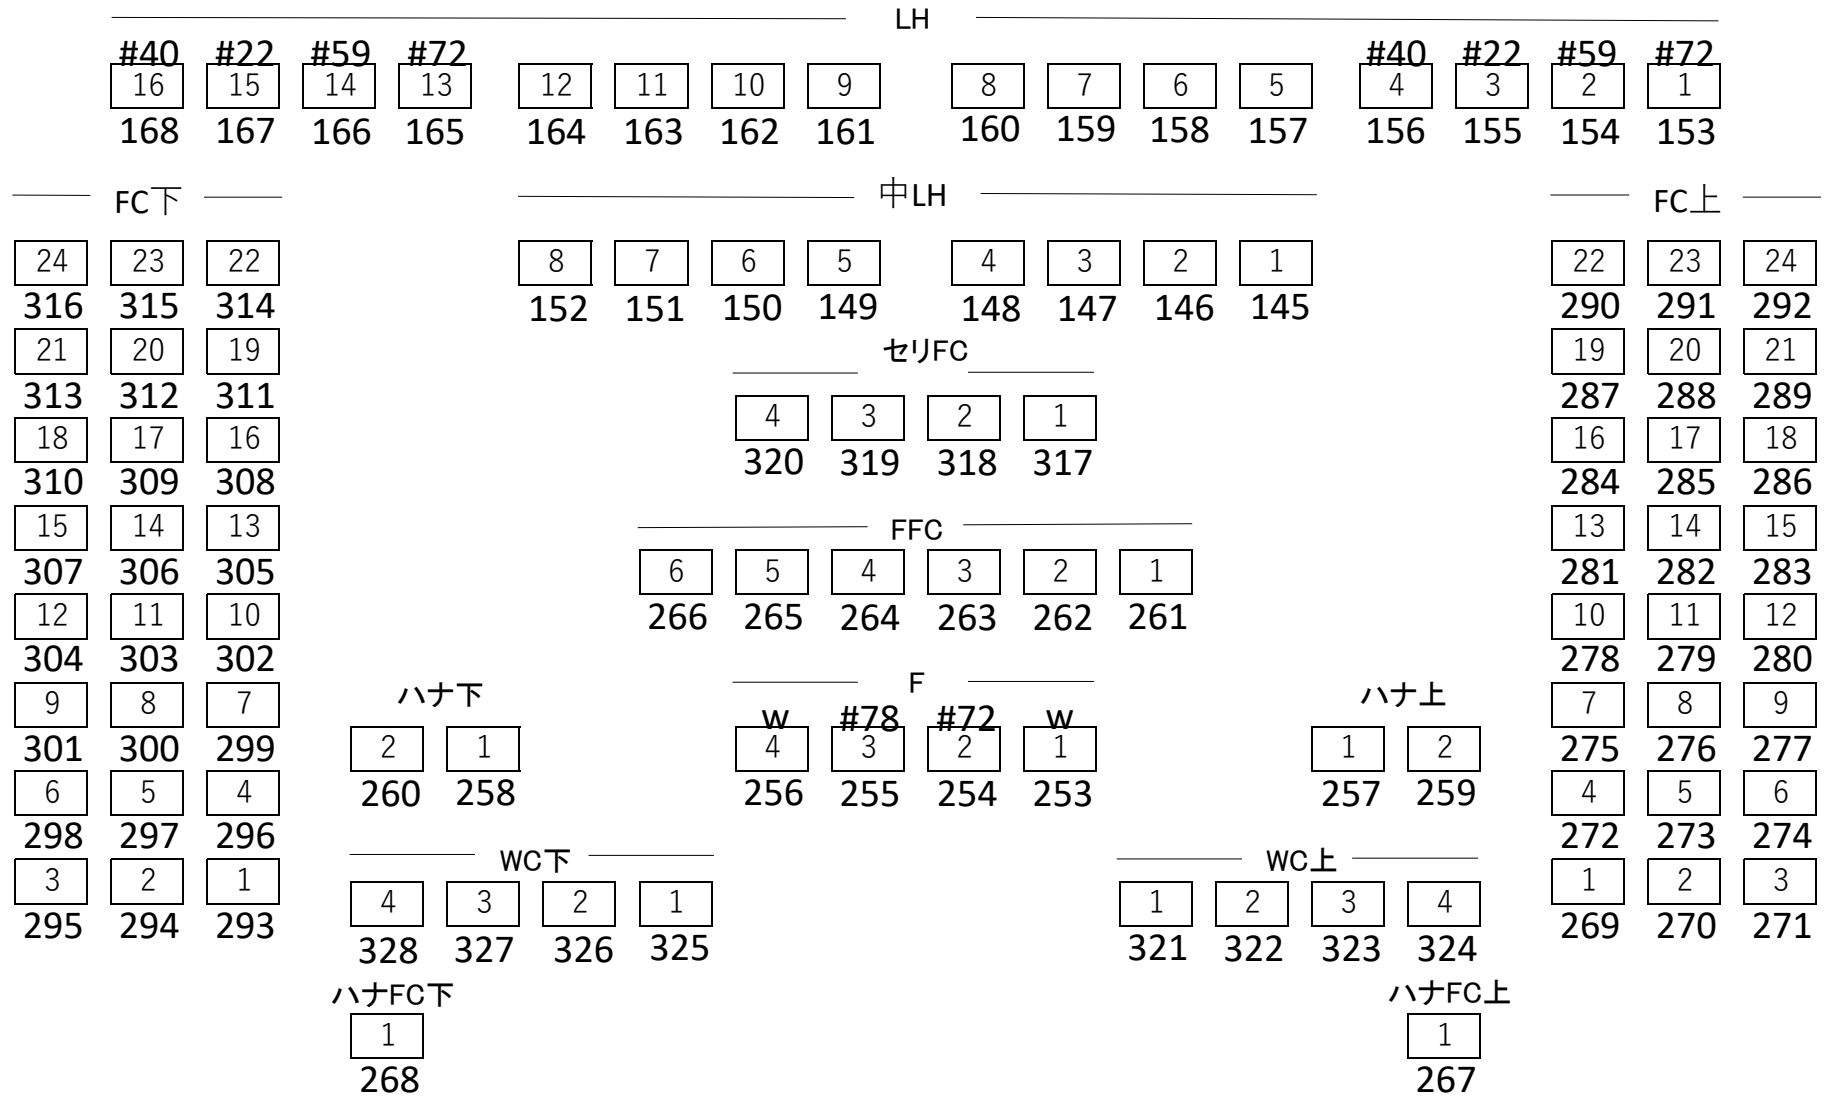 LH
#40 #22 #59 #72 #40 #22 #59 #72
16 15 14 13 12 11 10 9 8 7 6 5 4 3 2 1
168 167 166 165 164 163 162 161 160 159 158 157 156 155 154 153
FC下 中LH FC上
24 23 22 8 7 6 5 4 3 2 1 22 23 24
316 315 314 152 151 150 149 148 147 146 145 290 291 292
21 20 19 セリFC 19 20 21
313 312 311 287 288 289
18 17 16 4 3 2 1 16 17 18
310 309 308 320 319 318 317 284 285 286
15 14 13 FFC 13 14 15
307 306 305 6 5 4 3 2 1 281 282 283
12 11 10 266 265 264 263 262 261 10 11 12
304 303 302 278 279 280
ハナ下 F ハナ上
9 8 7 w #78 #72 w 7 8 9
301 300 299 2 1 4 3 2 1 1 2 275 276 277
6 5 4 260 258 256 255 254 253 257 259 4 5 6
298 297 296 272 273 274
WC下 WC上
3 2 1 4 3 2 1 1 2 3 4 1 2 3
295 294 293 328 327 326 325 321 322 323 324 269 270 271
ハナFC下 ハナFC上
1 1
268 267